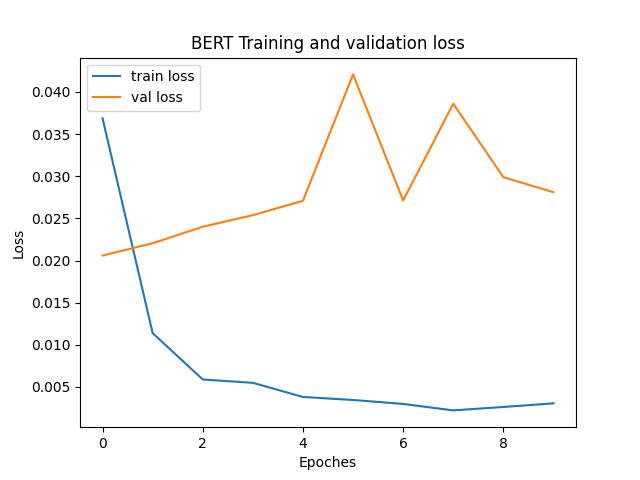 BERT Training and validation loss
train loss
val loss
0.040
0.035
0.030
0.025
0.020
0.015
0.010
0.005
Loss
0
2
4
6
8
Epoches